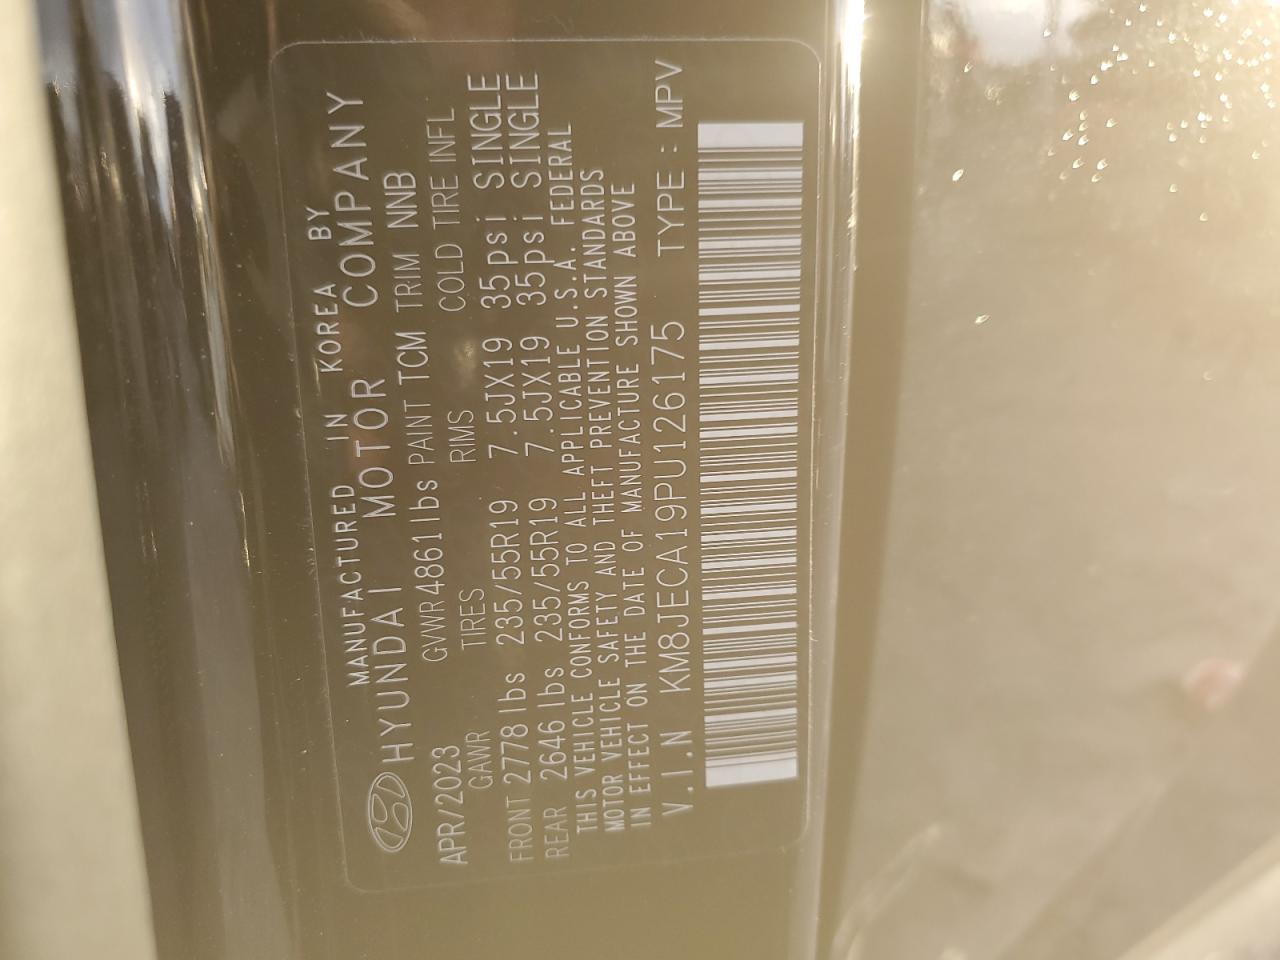 MANUFACTURED IN KOREA BY
HYUNDAI MOTOR COMPANY
APR/2023 GVWR 4861lbs PAINT TCM TRIM NNB
GAWR TIRES RIMS COLD TIRE INFL
FRONT 2778 lbs 235/55R19 7.5JX19 35psi SINGLE
REAR 2646 lbs 235/55R19 7.5JX19 35psi SINGLE
THIS VEHICLE CONFORMS TO ALL APPLICABLE U.S.A. FEDERAL
MOTOR VEHICLE SAFETY AND THEFT PREVENTION STANDARDS
IN EFFECT ON THE DATE OF MANUFACTURE SHOWN ABOVE
V.I.N KM8JECA19PU126175 TYPE : MPV